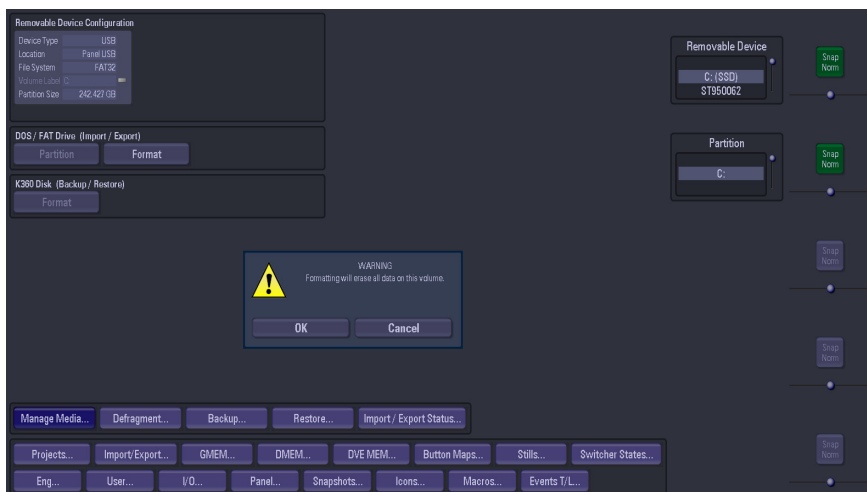 Removable Device Configuration
Device Type USB
Location Panel USB
File System FAT32
Volume Label C:
Partition Size 242.427 GB
DOS / FAT Drive (Import / Export)
Partition Format
K360 Disk (Backup / Restore)
Format
Removable Device
C: (SSD)
ST950062
Snap
Norm
Partition
C:
Snap
Norm
WARNING
Formatting will erase all data on this volume.
OK Cancel
Snap
Norm
Snap
Norm
Manage Media... Defragment... Backup... Restore... Import / Export Status...
Projects... Import/Export... GMEM... DMEM... DVE MEM... Button Maps... Stills... Switcher States...
Eng... User... I/O... Panel... Snapshots... Icons... Macros... Events T/L...
Snap
Norm